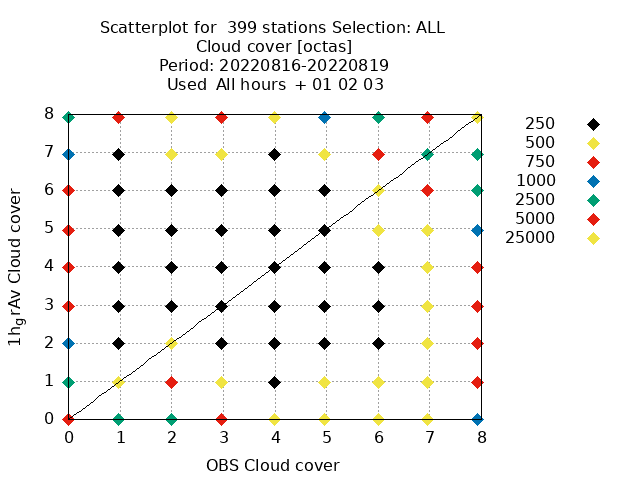 Scatterplot for 399 stations Selection: ALL
Cloud cover [octas]
Period: 20220816-20220819
Used All hours + 01 02 03
8
7
6
5
4
3
2
1
0
0 1 2 3 4 5 6 7 8
1hgrAv Cloud cover
OBS Cloud cover
250
500
750
1000
2500
5000
25000